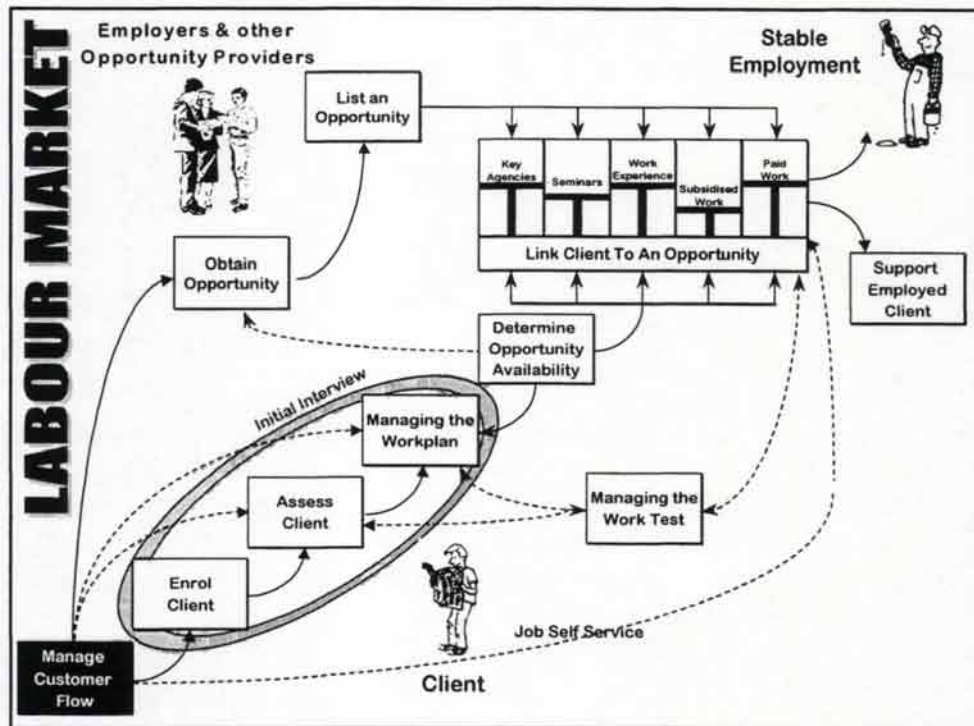 LABOUR MARKET
Employers & other
Opportunity Providers
Stable
Employment
List an
Opportunity
Key
Agencies
Seminars
Work
Experience
Subsidised
Work
Paid
Work
Link Client To An Opportunity
Obtain
Opportunity
Support
Employed
Client
Determine
Opportunity
Availability
Initial Interview
Managing the
Workplan
Assess
Client
Managing the
Work Test
Enrol
Client
Job Self Service
Manage
Customer
Flow
Client